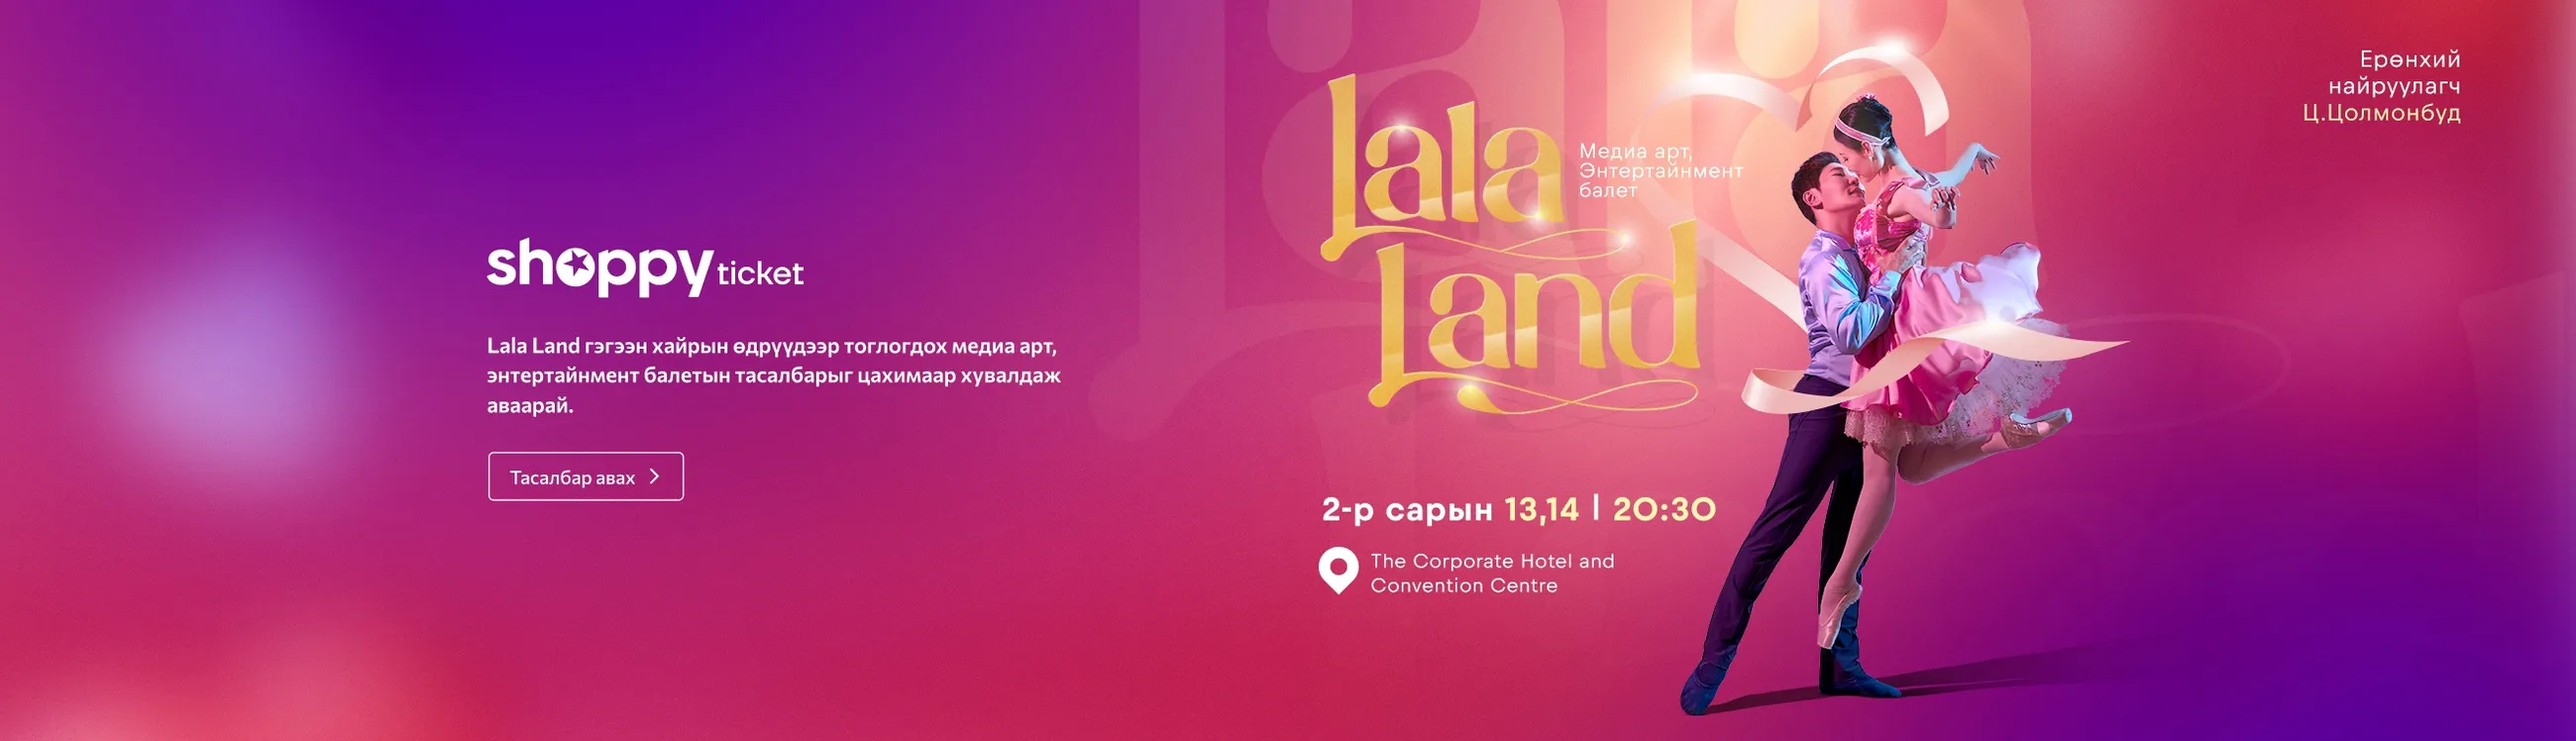 shoppy ticket
Lala Land гэгээн хайрын өдрүүдээр тоглогдох медиа арт,
энтертайнмент балетын тасалбарыг цахимаар хувалдаж
аваарай.
Тасалбар авах
Lala
Land
Медиа арт,
Энтертайнмент
балет
2-р сарын 13,14 | 20:30
The Corporate Hotel and
Convention Centre
Ерөнхий
найруулагч
Ц.Цолмонбуд